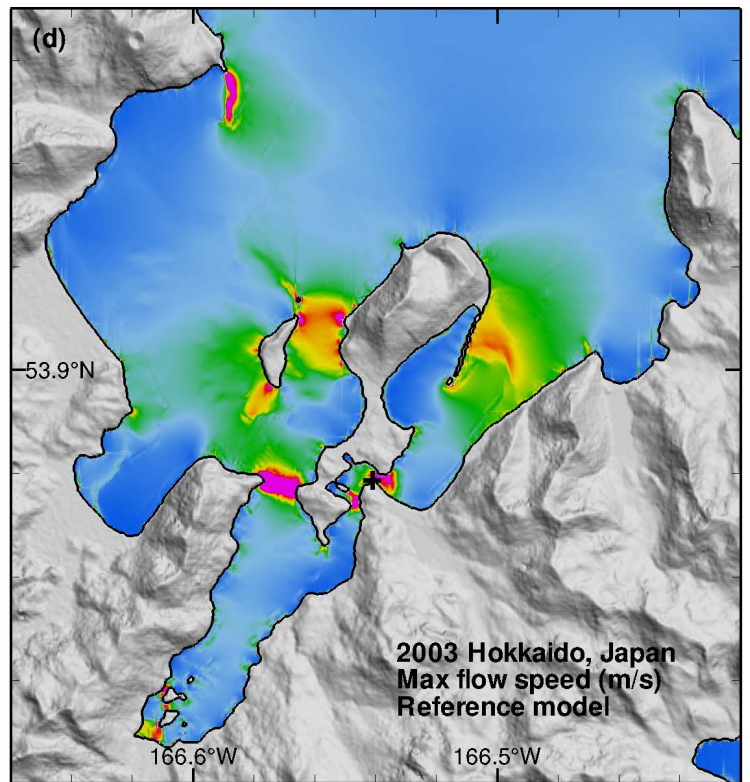 (d)
53.9°N
2003 Hokkaido, Japan
Max flow speed (m/s)
Reference model
166.6°W 166.5°W